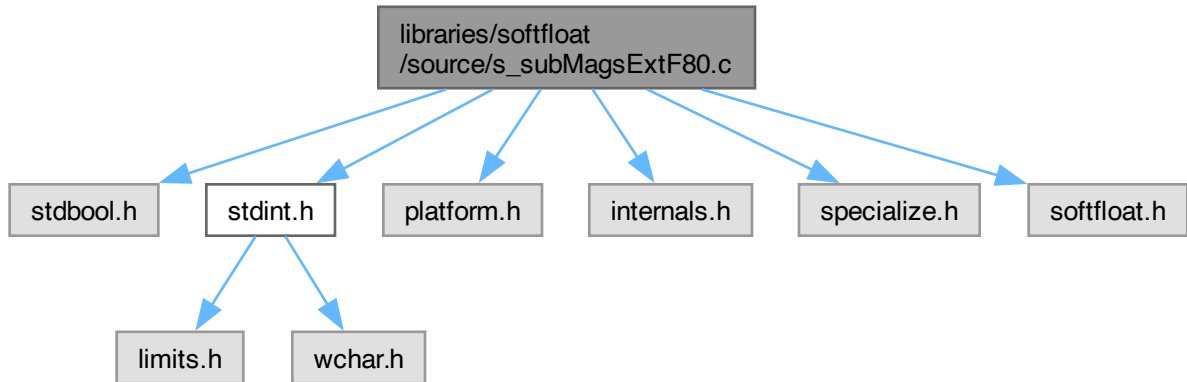 libraries/softfloat
/source/s_subMagsExtF80.c
stdbool.h
stdint.h
platform.h
internals.h
specialize.h
softfloat.h
limits.h
wchar.h